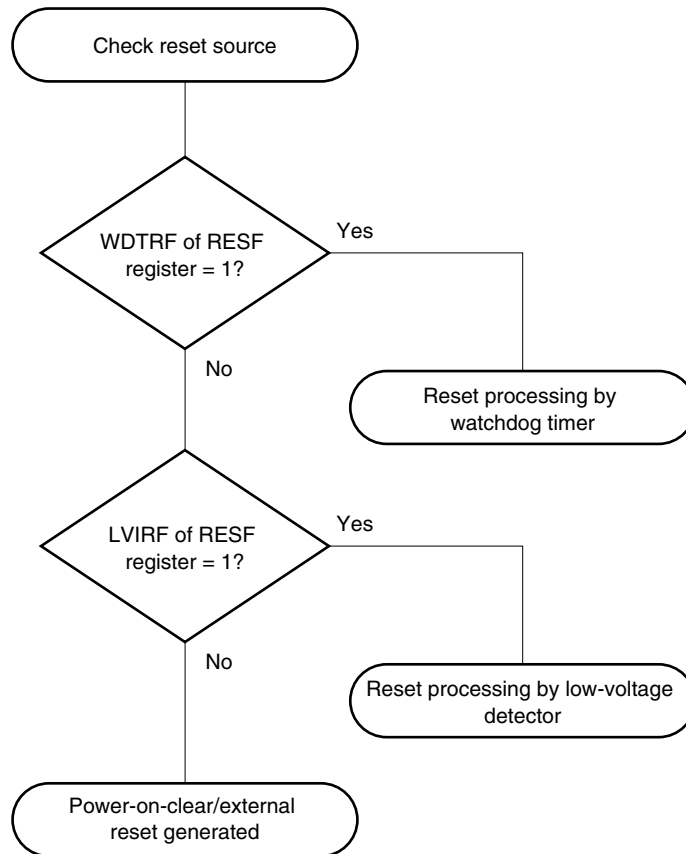 Check reset source
WDTRF of RESF
register = 1?
Yes
No
Reset processing by
watchdog timer
LVIRF of RESF
register = 1?
Yes
No
Reset processing by low-voltage
detector
Power-on-clear/external
reset generated